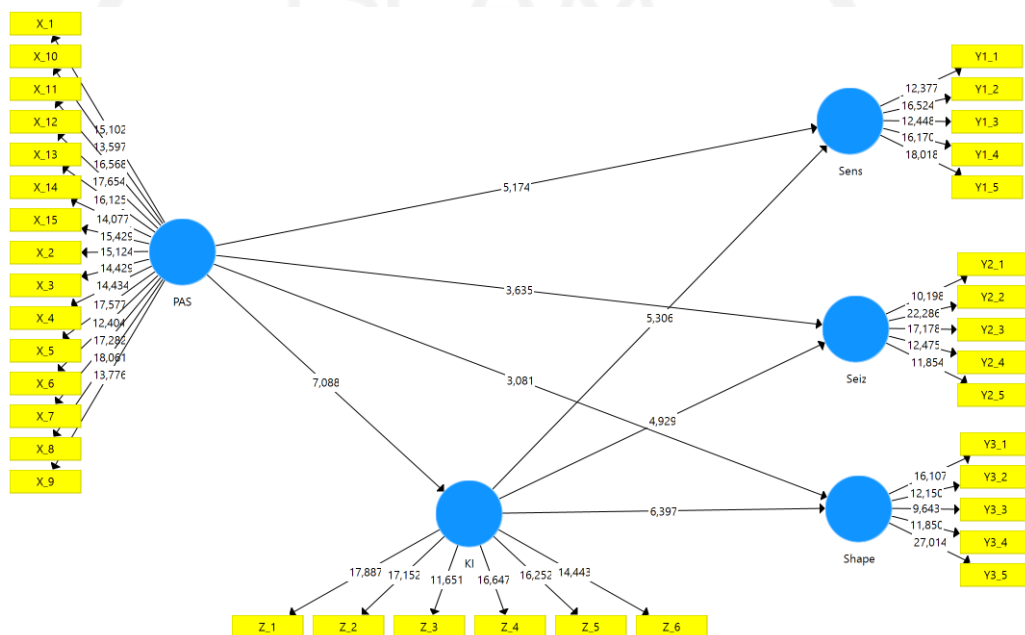 X_1
X_10
X_11
X_12
X_13
X_14
X_15
X_2
X_3
X_4
X_5
X_6
X_7
X_8
X_9
15,102
13,597
16,568
17,654
16,125
14,077
15,429
15,124
14,429
14,434
17,577
12,404
17,282
18,061
13,776
PAS
5,174
3,635
3,081
7,088
5,306
4,929
6,397
Sens
12,377
16,524
12,448
16,170
18,018
Y1_1
Y1_2
Y1_3
Y1_4
Y1_5
Seiz
10,198
22,286
17,178
12,475
11,854
Y2_1
Y2_2
Y2_3
Y2_4
Y2_5
Shape
16,107
12,150
9,643
11,850
27,014
Y3_1
Y3_2
Y3_3
Y3_4
Y3_5
KI
17,887
17,152
11,651
16,647
16,252
14,443
Z_1
Z_2
Z_3
Z_4
Z_5
Z_6